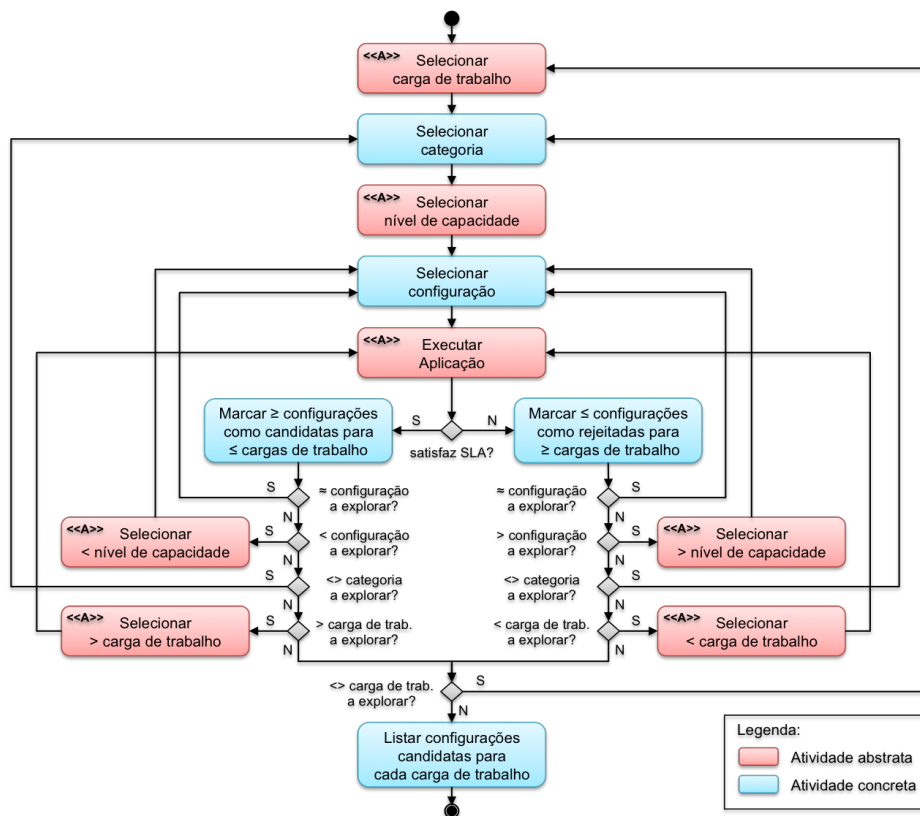 <<A>> Selecionar
carga de trabalho
Selecionar
categoria
<<A>> Selecionar
nível de capacidade
Selecionar
configuração
<<A>> Executar
Aplicação
Marcar ≥ configurações
como candidatas para
≤ cargas de trabalho
S
N
satisfaz SLA?
Marcar ≤ configurações
como rejeitadas para
≥ cargas de trabalho
S
≈ configuração
a explorar?
N
≈ configuração
a explorar?
S
N
<<A>> Selecionar
< nível de capacidade
S
< configuração
a explorar?
N
> configuração
a explorar?
S
N
<<A>> Selecionar
> nível de capacidade
S
<> categoria
a explorar?
N
<> categoria
a explorar?
S
N
<<A>> Selecionar
> carga de trabalho
S
> carga de trab.
a explorar?
N
< carga de trab.
a explorar?
S
N
<<A>> Selecionar
< carga de trabalho
<> carga de trab.
a explorar?
S
N
Listar configurações
candidatas para
cada carga de trabalho
Legenda:
Atividade abstrata
Atividade concreta